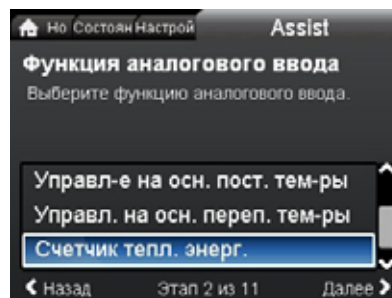 Но Состоян Настрой Assist
Функция аналогового ввода
Выберите функцию аналогового ввода.
Управл-е на осн. пост. тем-ры
Управл. на осн. переп. тем-ры
Счетчик тепл. энерг.
Назад Этап 2 из 11 Далее